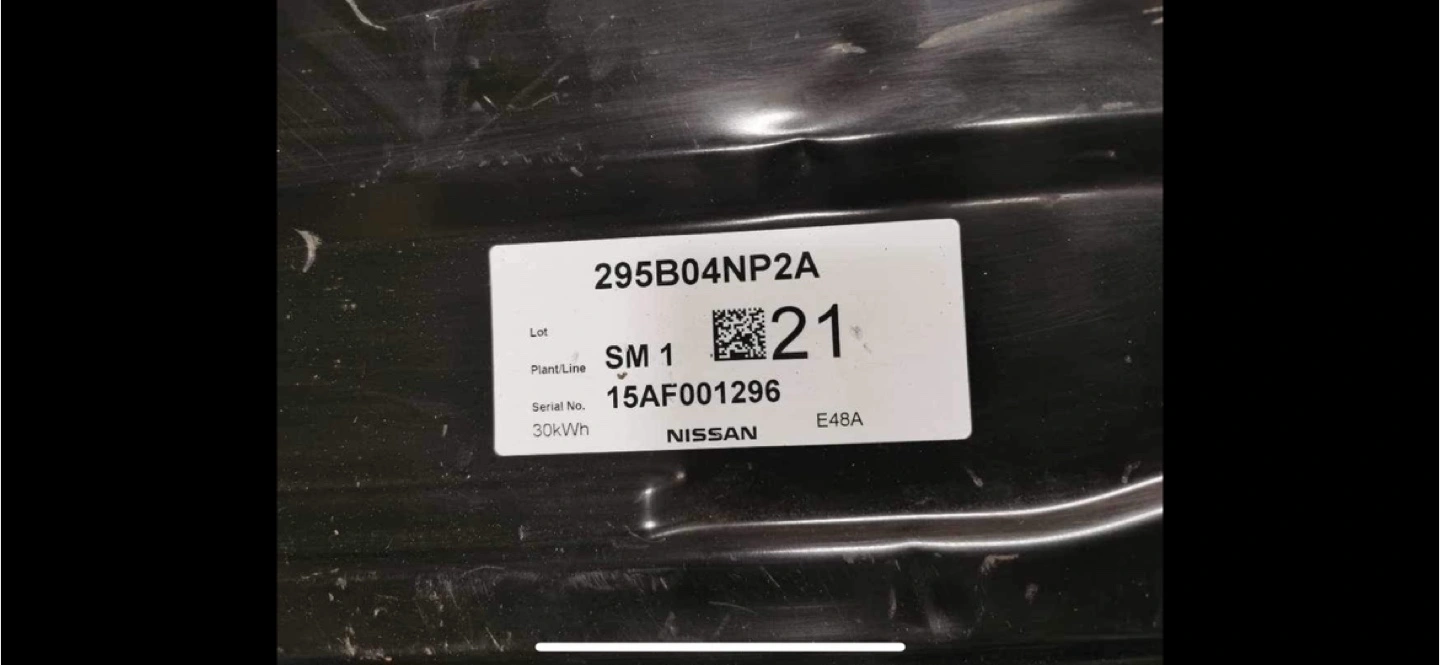 295B04NP2A
Lot
21
Plant/Line SM 1
Serial No. 15AF001296
30kWh NISSAN E48A